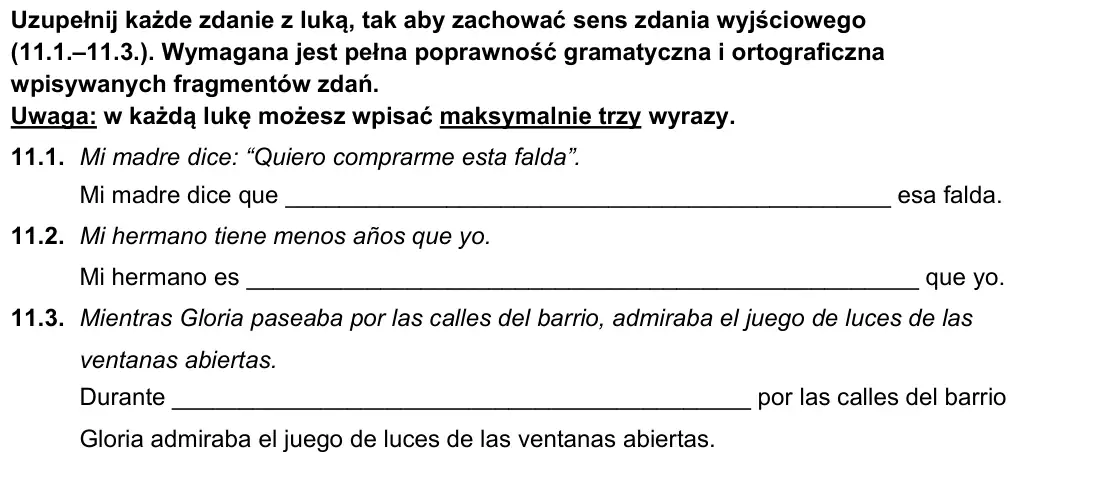 Uzupełnij każde zdanie z luką, tak aby zachować sens zdania wyjściowego
(11.1.–11.3.). Wymagana jest pełna poprawność gramatyczna i ortograficzna
wpisywanych fragmentów zdań.
Uwaga: w każdą lukę możesz wpisać maksymalnie trzy wyrazy.
11.1. Mi madre dice: “Quiero comprarme esta falda”.
Mi madre dice que ______________________________________________ esa falda.
11.2. Mi hermano tiene menos años que yo.
Mi hermano es ___________________________________________________ que yo.
11.3. Mientras Gloria paseaba por las calles del barrio, admiraba el juego de luces de las
ventanas abiertas.
Durante ____________________________________________ por las calles del barrio
Gloria admiraba el juego de luces de las ventanas abiertas.